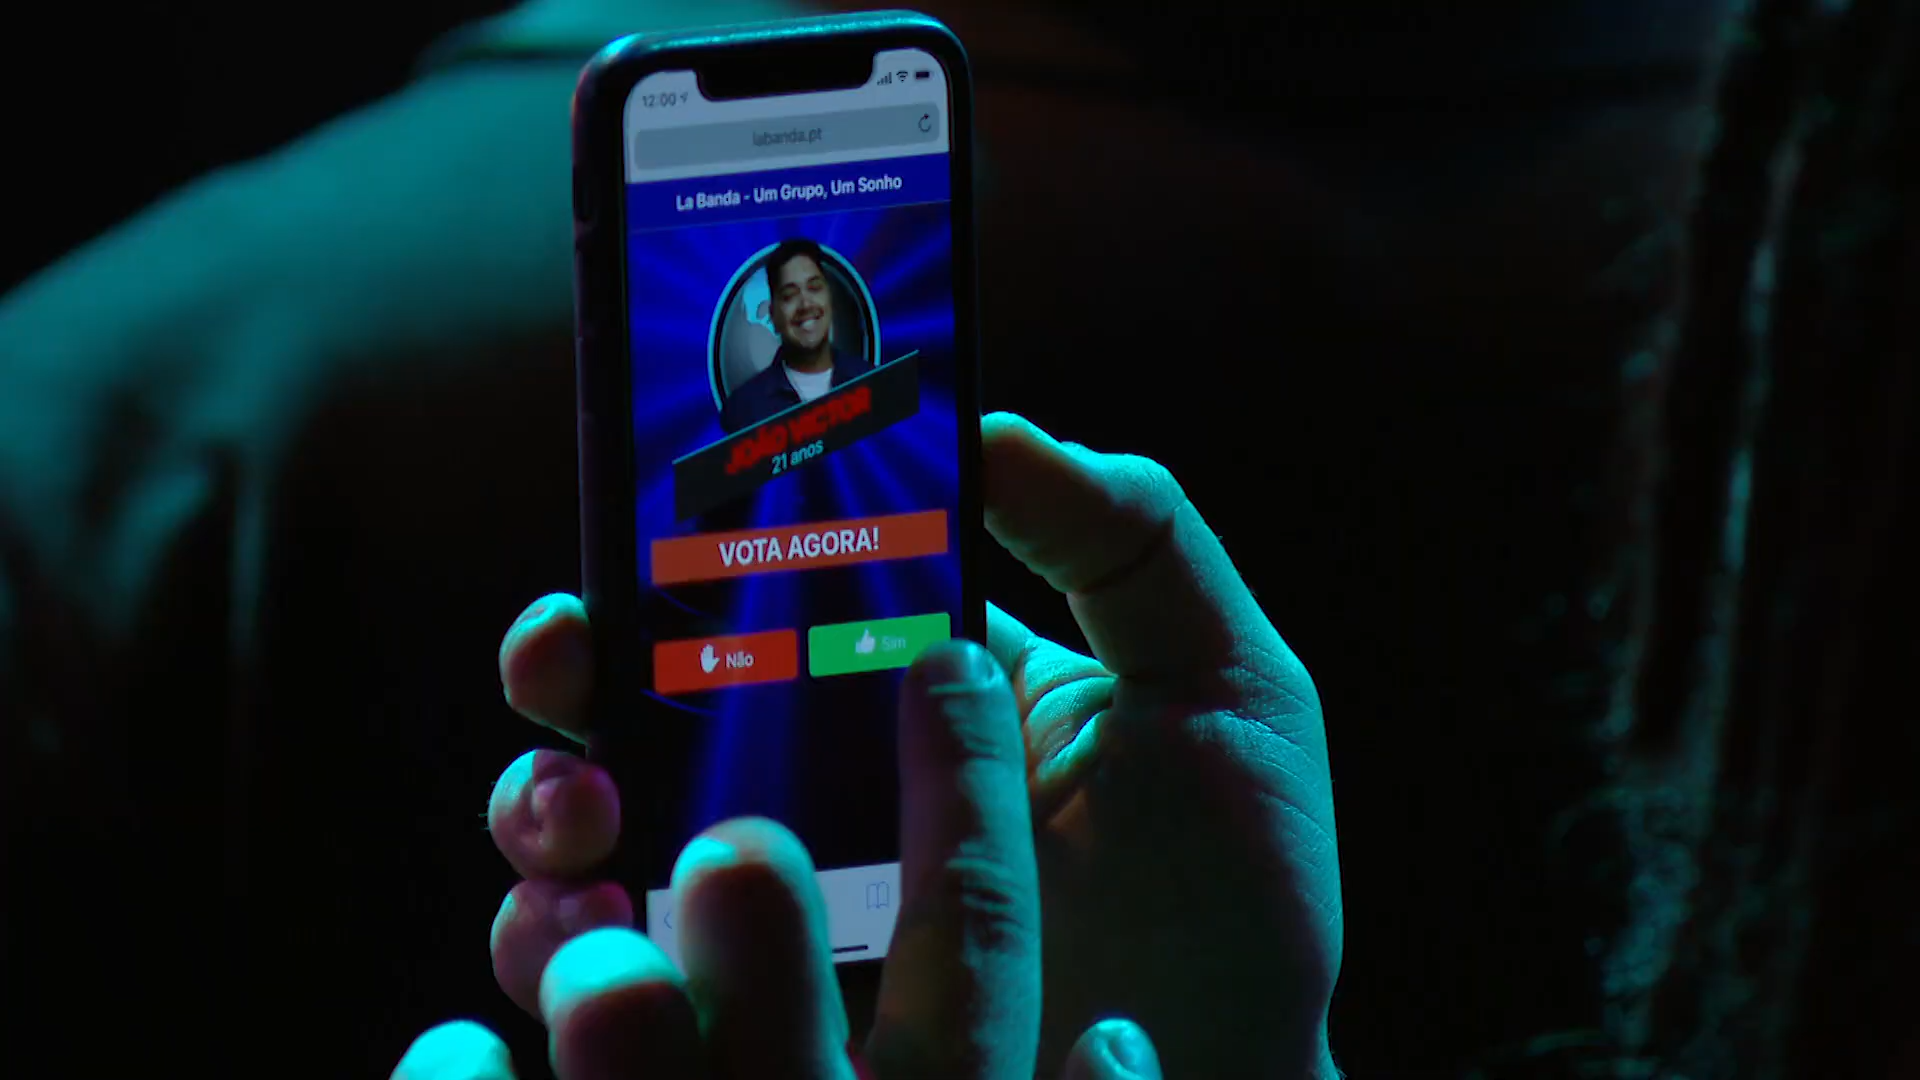 12:00
labanda.pt
La Banda - Um Grupo, Um Sonho
JOÃO VICTOR
21 anos
VOTA AGORA!
Não
Sim